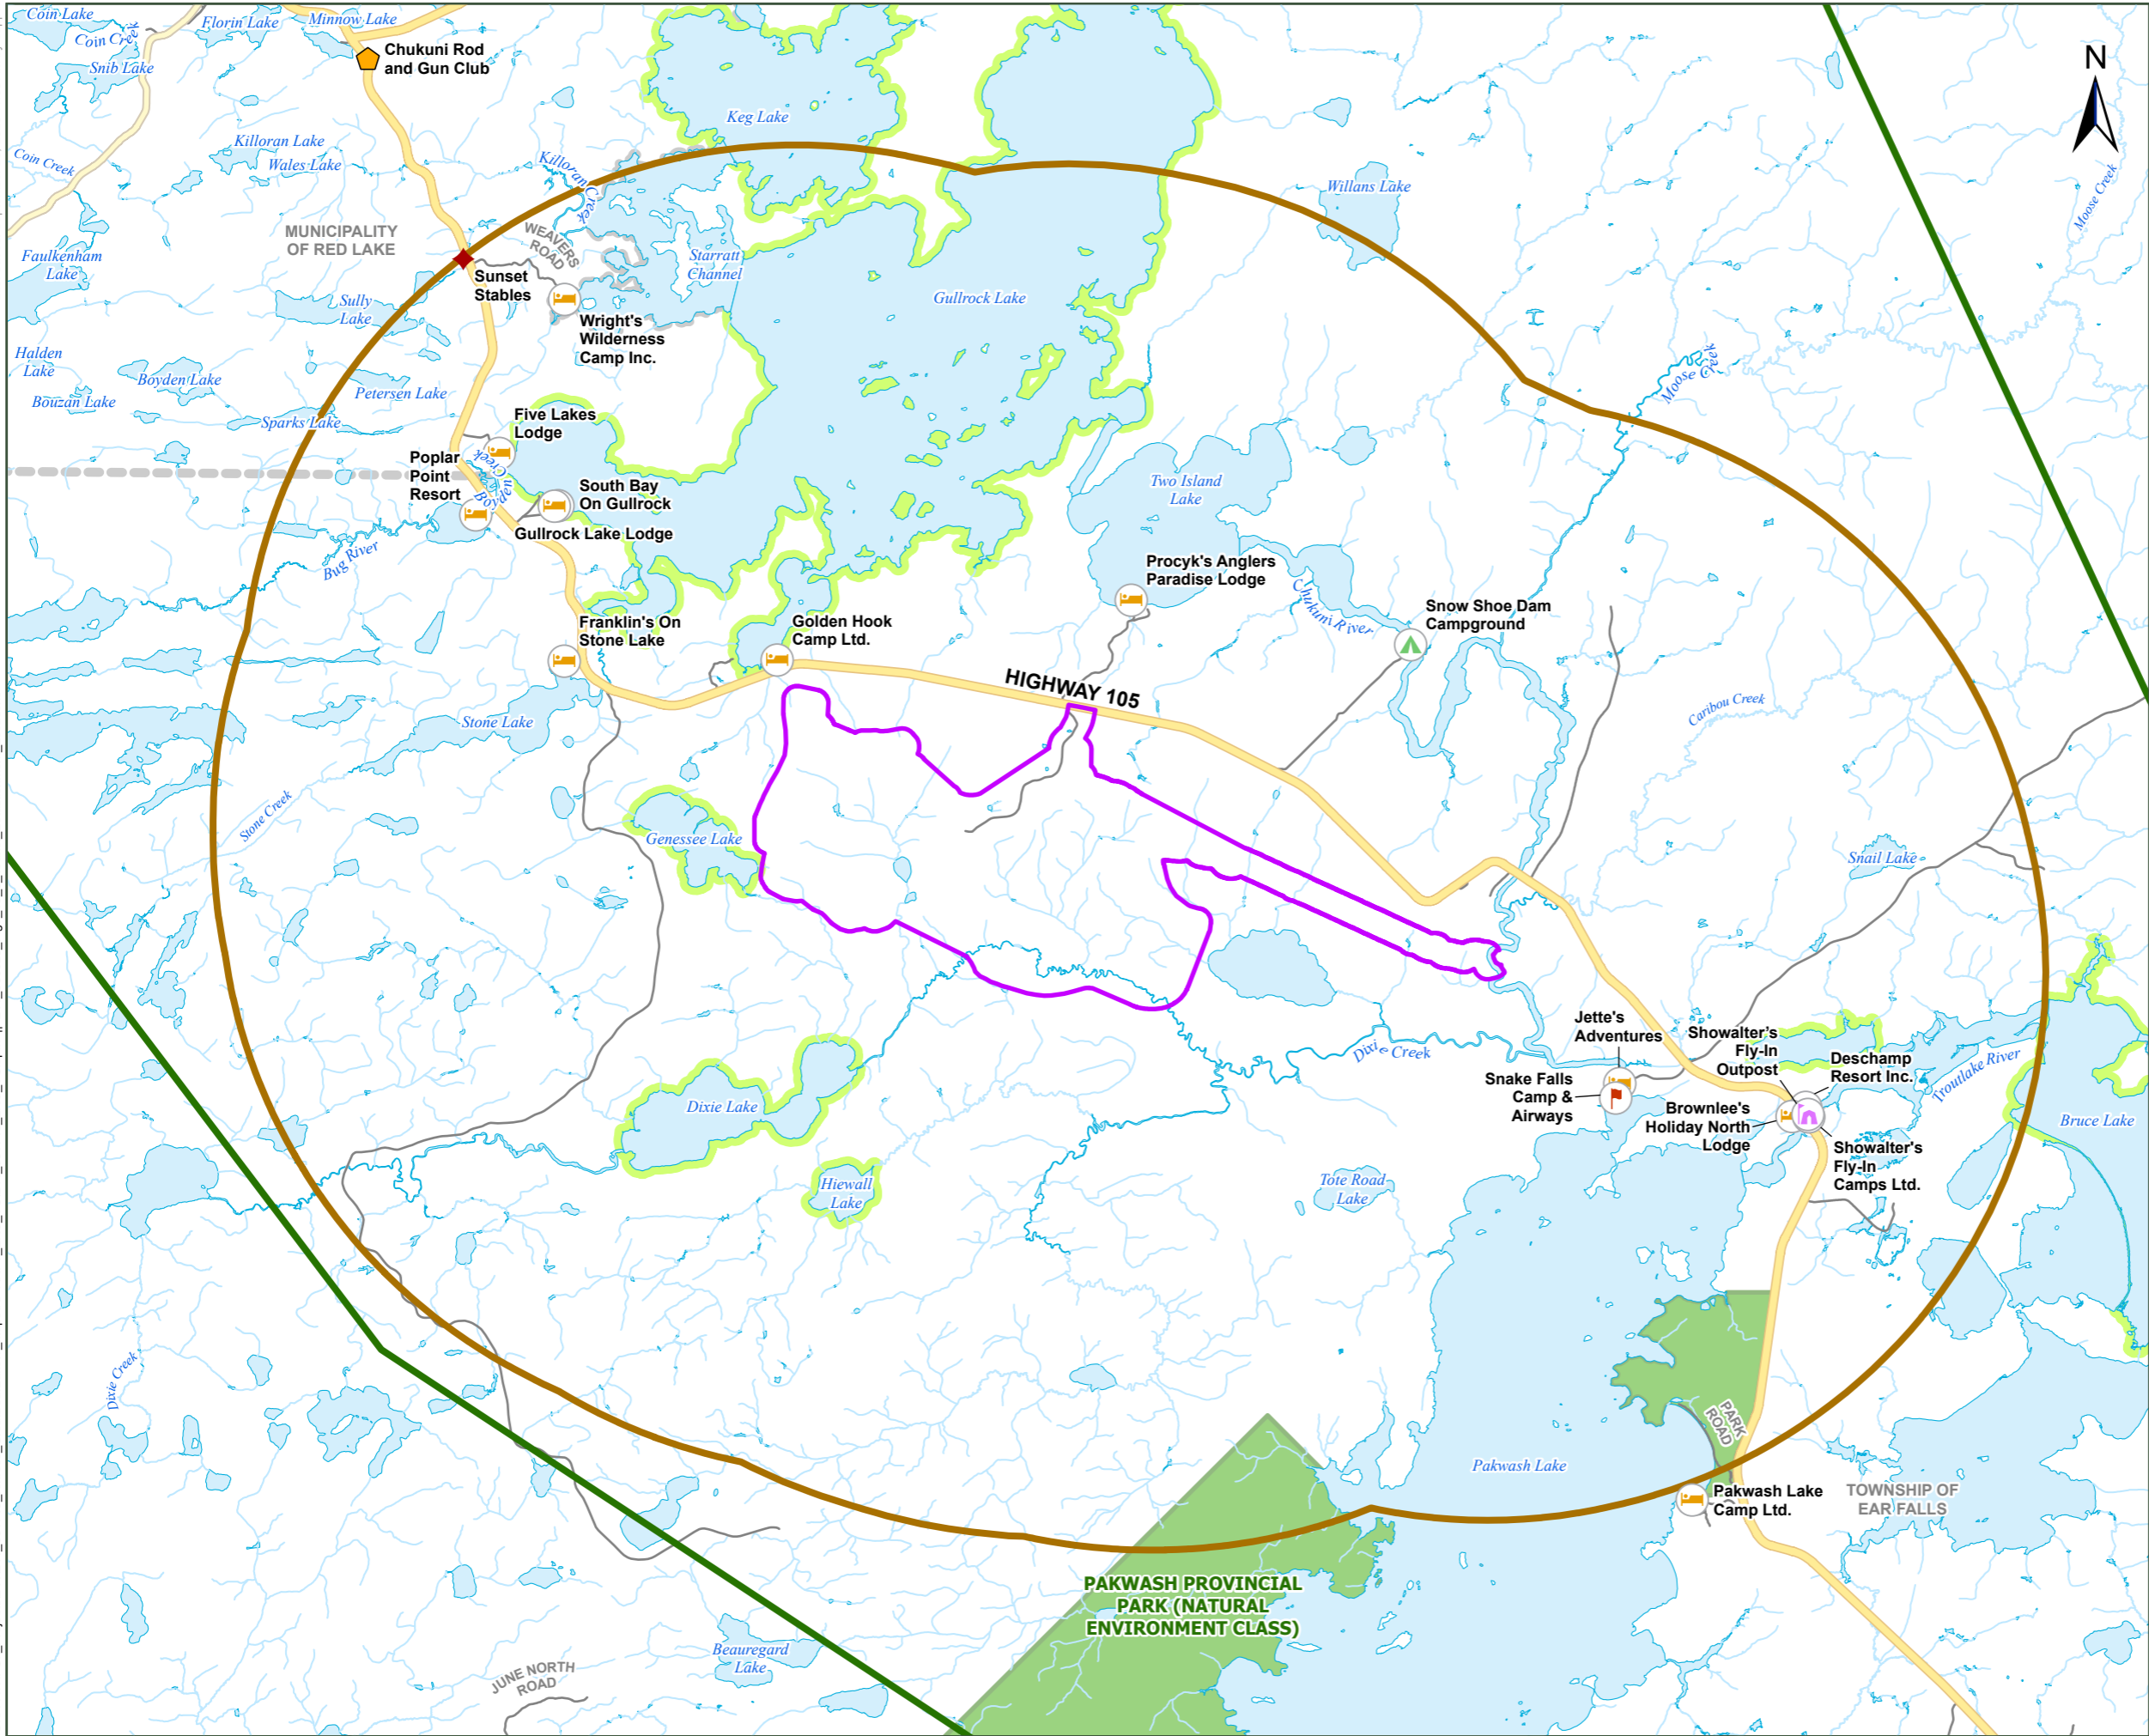 Coin Lake
Florin Lake
Minnow Lake
Coin Creek
Snib Lake
Chukuni Rod
and Gun Club
N
Keg Lake
Killoran Lake
Wales Lake
Coin Creek
Killoran Creek
Willans Lake
Moose Creek
MUNICIPALITY
OF RED LAKE
WEAVERS
ROAD
Faulkenham
Lake
Starratt
Channel
Sunset
Stables
Gullrock Lake
Sully
Lake
Wright's
Wilderness
Camp Inc.
Halden
Lake
Boyden Lake
Petersen Lake
Bouzan Lake
Moose Creek
Sparks Lake
Five Lakes
Lodge
Poplar
Point
Resort
Boyden
Creek
South Bay
On Gullrock
Gullrock Lake Lodge
Two Island
Lake
Bug River
Procyk's Anglers
Paradise Lodge
Chukuni River
Snow Shoe Dam
Campground
Franklin's On
Stone Lake
Golden Hook
Camp Ltd.
HIGHWAY 105
Stone Lake
Caribou Creek
Stone Creek
Genessee Lake
Snail Lake
Jette's
Adventures
Showalter's
Fly-In
Outpost
Deschamp
Resort Inc.
Dixie Creek
Troutlake River
Snake Falls
Camp &
Airways
Brownlee's
Holiday North
Lodge
Dixie Lake
Bruce Lake
Showalter's
Fly-In
Camps Ltd.
Hiewall
Lake
Tote Road
Lake
Dixie Creek
PARK
ROAD
Pakwash Lake
Pakwash Lake
Camp Ltd.
TOWNSHIP OF
EAR FALLS
PAKWASH PROVINCIAL
PARK (NATURAL
ENVIRONMENT CLASS)
Beauregard
Lake
JUNE NORTH
ROAD